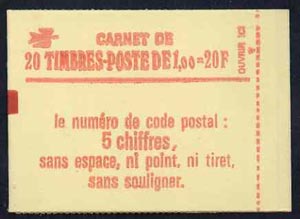 CARNET DE
20 TIMBRES-POSTE DE 1,00=20F
OUVRIR ICI
le numéro de code postal :
5 chiffres,
sans espace, ni point, ni tiret,
sans souligner.